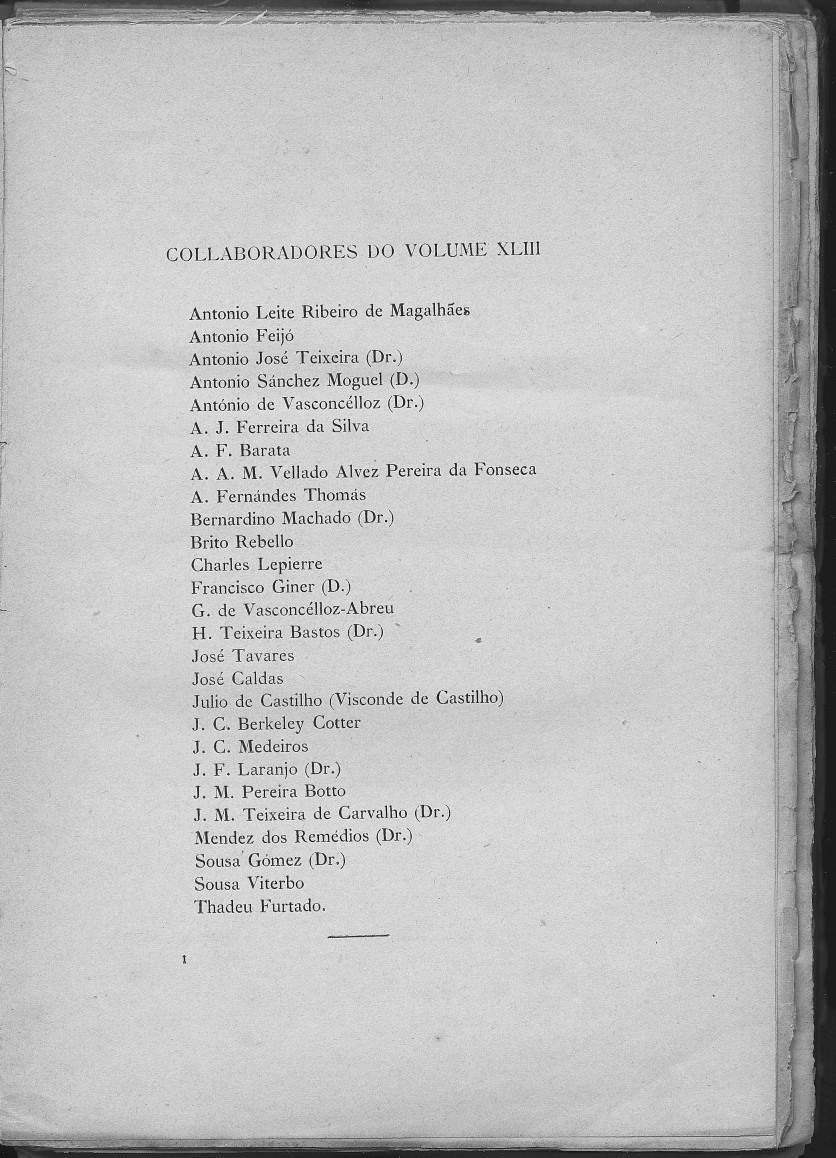 COLLABORADORES DO VOLUME XLIII
Antonio Leite Ribeiro de Magalhães
Antonio Feijó
Antonio José Teixeira (Dr.)
Antonio Sánchez Moguel (D.)
António de Vasconcélloz (Dr.)
A. J. Ferreira da Silva
A. F. Barata
A. A. M. Vellado Alvez Pereira da Fonseca
A. Fernándes Thomás
Bernardino Machado (Dr.)
Brito Rebello
Charles Lepierre
Francisco Giner (D.)
G. de Vasconcélloz-Abreu
H. Teixeira Bastos (Dr.)
José Tavares
José Caldas
Julio de Castilho (Visconde de Castilho)
J. C. Berkeley Cotter
J. C. Medeiros
J. F. Laranjo (Dr.)
J. M. Pereira Botto
J. M. Teixeira de Carvalho (Dr.)
Mendez dos Remédios (Dr.)
Sousa Gómez (Dr.)
Sousa Viterbo
Thadeu Furtado.
1